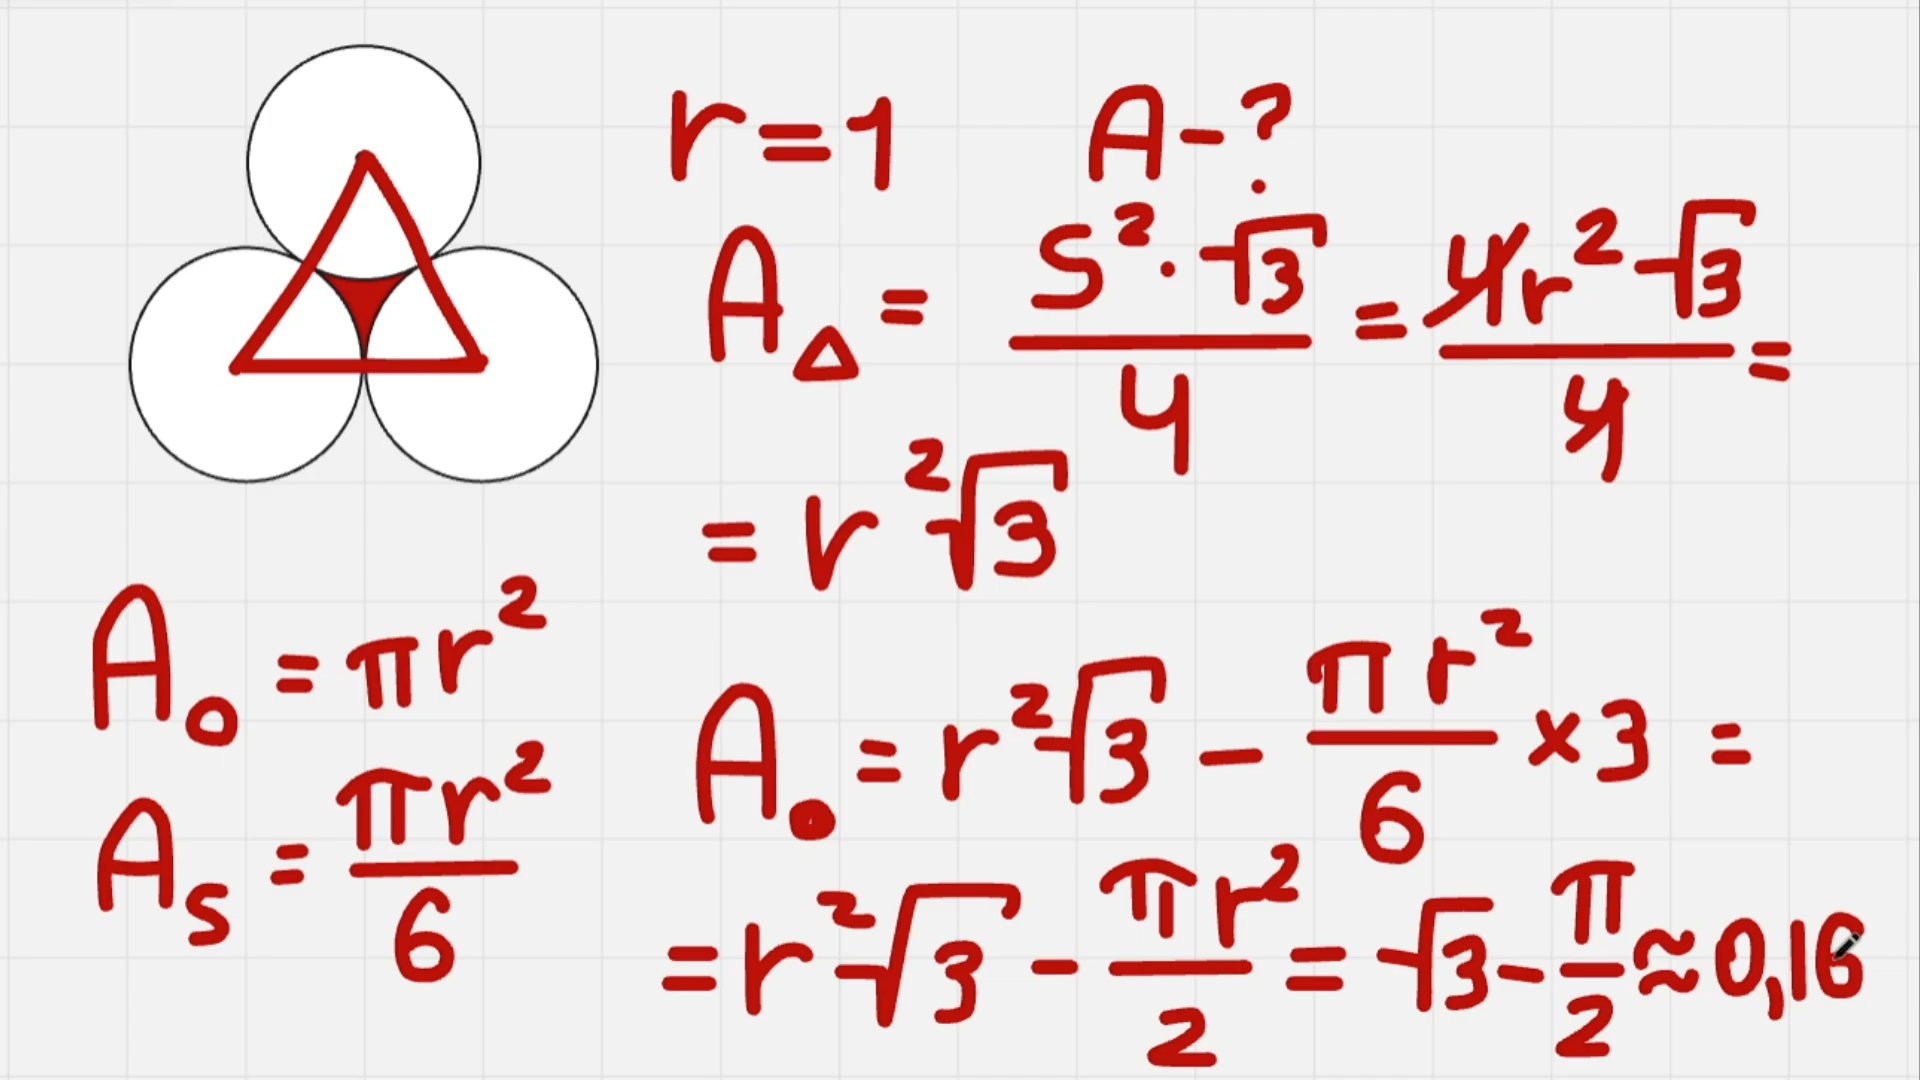 r = 1 A - ?
A△ = S² · √3 / 4 = 4r² √3 / 4 =
= r² √3
A○ = πr²
A_S = πr² / 6
A● = r² √3 - πr² / 6 × 3 =
= r² √3 - πr² / 2 = √3 - π / 2 ≈ 0,16